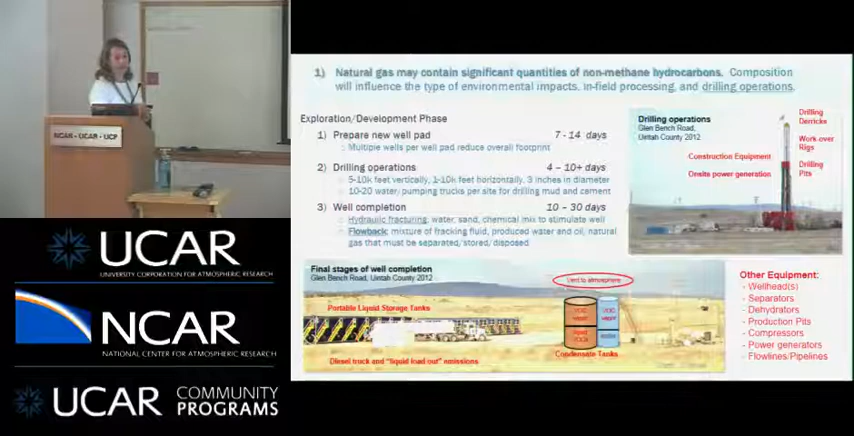 NCAR - UCAR - UCP
UCAR
UNIVERSITY CORPORATION FOR ATMOSPHERIC RESEARCH
NCAR
NATIONAL CENTER FOR ATMOSPHERIC RESEARCH
UCAR COMMUNITY PROGRAMS
1) Natural gas may contain significant quantities of non-methane hydrocarbons. Composition
will influence the type of environmental impacts, in-field processing, and drilling operations.
Exploration/Development Phase
1) Prepare new well pad 7 - 14 days
Multiple wells per well pad reduce overall footprint
2) Drilling operations 4 – 10+ days
5-10k feet vertically, 1-10k feet horizontally, 3 inches in diameter
10-20 water/pumping trucks per site for drilling mud and cement
3) Well completion 10 – 30 days
Hydraulic fracturing, water, sand, chemical mix to stimulate well
Flowback: mixture of fracking fluid, produced water and oil, natural
gas that must be separated/stored/disposed
Drilling operations
Glen Bench Road,
Uintah County 2012
Drilling
Derricks
Work-over
Rigs
Drilling
Pits
Construction Equipment
Onsite power generation
Final stages of well completion
Glen Bench Road, Uintah County 2012
Vent to atmosphere
Portable Liquid Storage Tanks
Condensate Tanks
Diesel truck and "liquid load out" emissions
Other Equipment:
- Wellhead(s)
- Separators
- Dehydrators
- Production Pits
- Compressors
- Power generators
- Flowlines/Pipelines